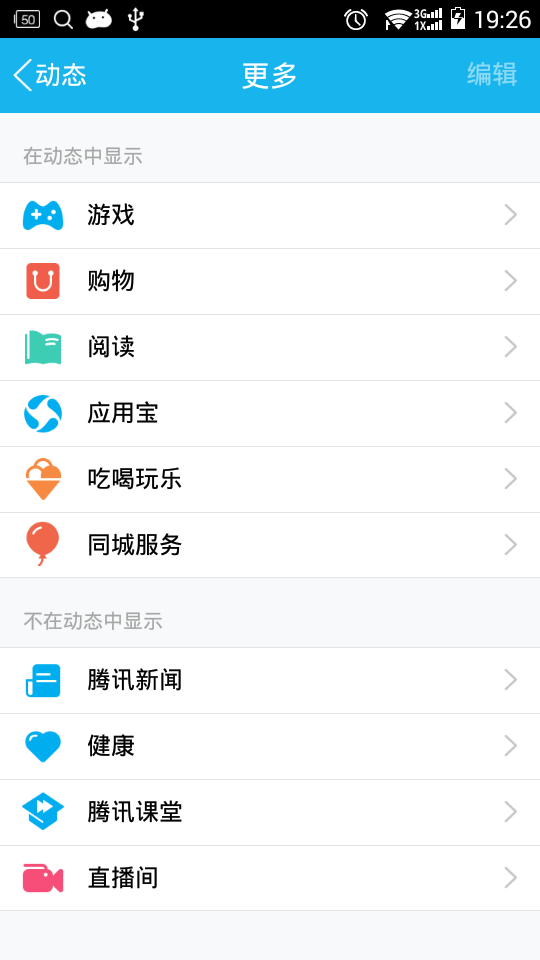 50 3G 1X 19:26
动态 更多 编辑
在动态中显示
游戏
购物
阅读
应用宝
吃喝玩乐
同城服务
不在动态中显示
腾讯新闻
健康
腾讯课堂
直播间